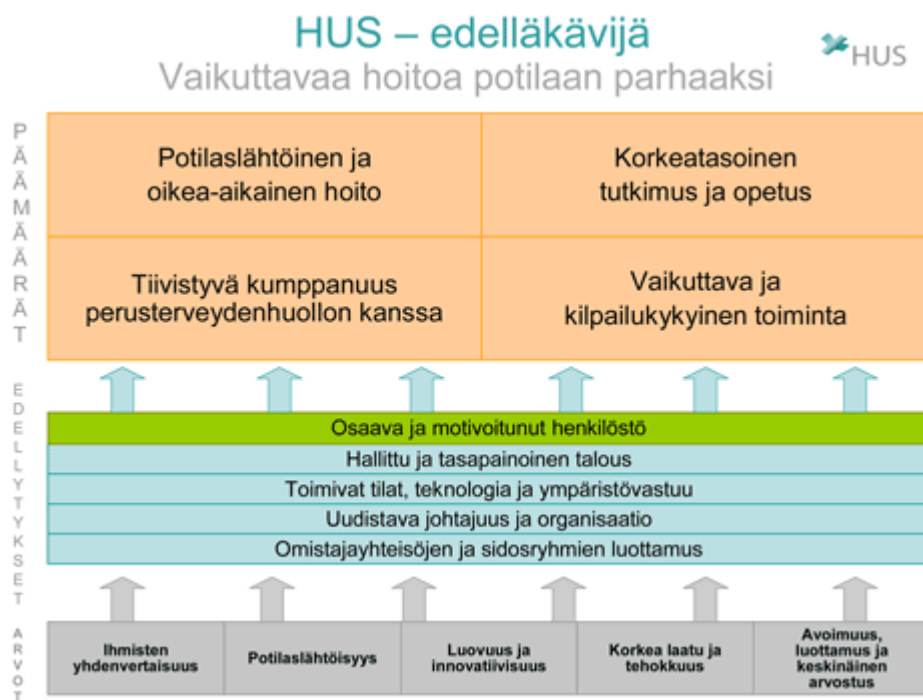 HUS – edelläkävijä
Vaikuttavaa hoitoa potilaan parhaaksi
HUS
PÄÄMÄÄRÄT
Potilaslähtöinen ja
oikea-aikainen hoito
Korkeatasoinen
tutkimus ja opetus
Tiivistyvä kumppanuus
perusterveydenhuollon kanssa
Vaikuttava ja
kilpailukykyinen toiminta
EDELLYTYKSET
Osaava ja motivoitunut henkilöstö
Hallittu ja tasapainoinen talous
Toimivat tilat, teknologia ja ympäristövastuu
Uudistava johtajuus ja organisaatio
Omistajayhteisöjen ja sidosryhmien luottamus
ARVOT
Ihmisten
yhdenvertaisuus
Potilaslähtöisyys
Luovuus ja
innovatiivisuus
Korkea laatu ja
tehokkuus
Avoimuus,
luottamus ja
keskinäinen
arvostus